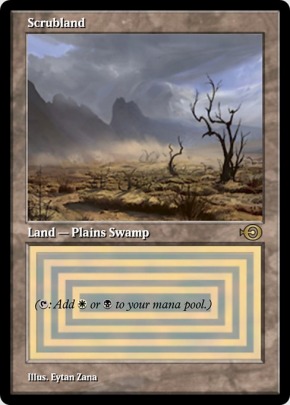 Scrubland
Land — Plains Swamp
(: Add or to your mana pool.)
Illus. Eytan Zana